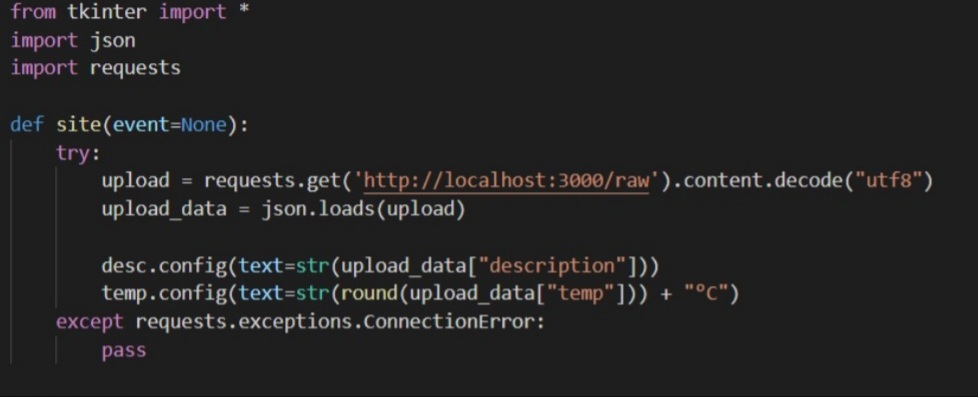 from tkinter import *
import json
import requests
def site(event=None):
try:
upload = requests.get('http://localhost:3000/raw').content.decode("utf8")
upload_data = json.loads(upload)
desc.config(text=str(upload_data["description"]))
temp.config(text=str(round(upload_data["temp"])) + "ºC")
except requests.exceptions.ConnectionError:
pass